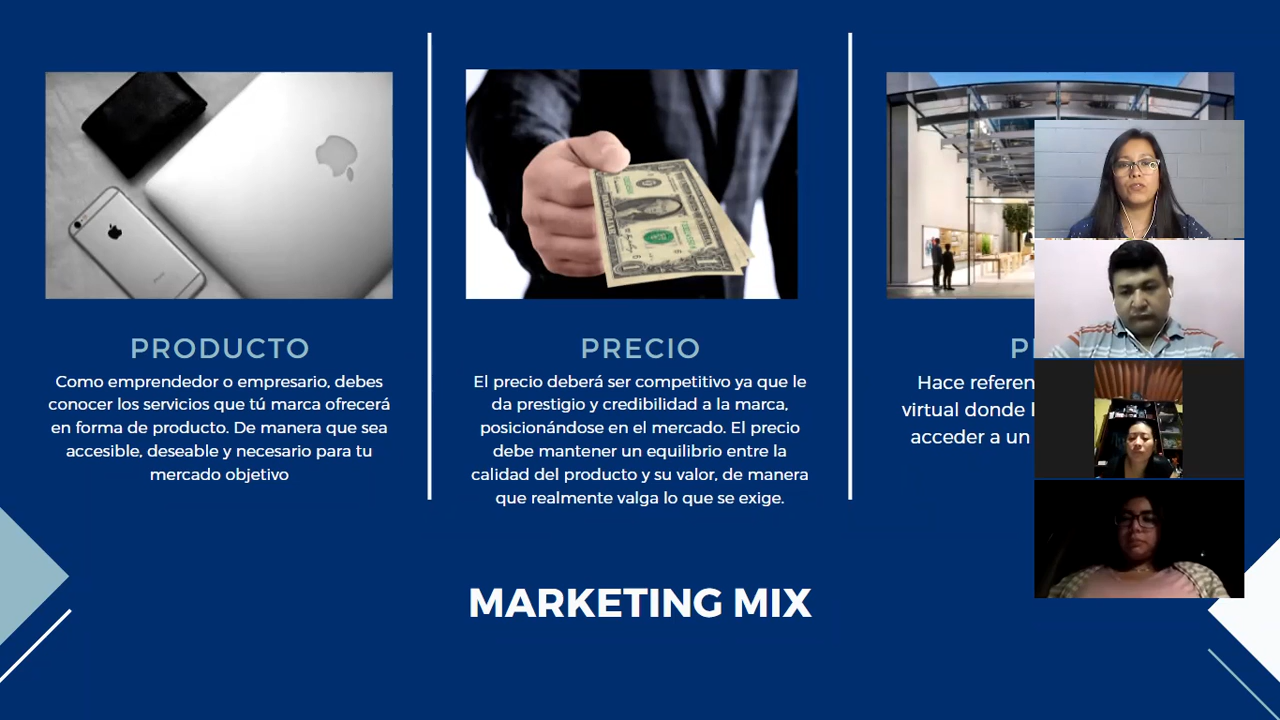 PRODUCTO
Como emprendedor o empresario, debes
conocer los servicios que tú marca ofrecerá
en forma de producto. De manera que sea
accesible, deseable y necesario para tu
mercado objetivo
PRECIO
El precio deberá ser competitivo ya que le
da prestigio y credibilidad a la marca,
posicionándose en el mercado. El precio
debe mantener un equilibrio entre la
calidad del producto y su valor, de manera
que realmente valga lo que se exige.
Hace
virtual donde
acceder a un
MARKETING MIX